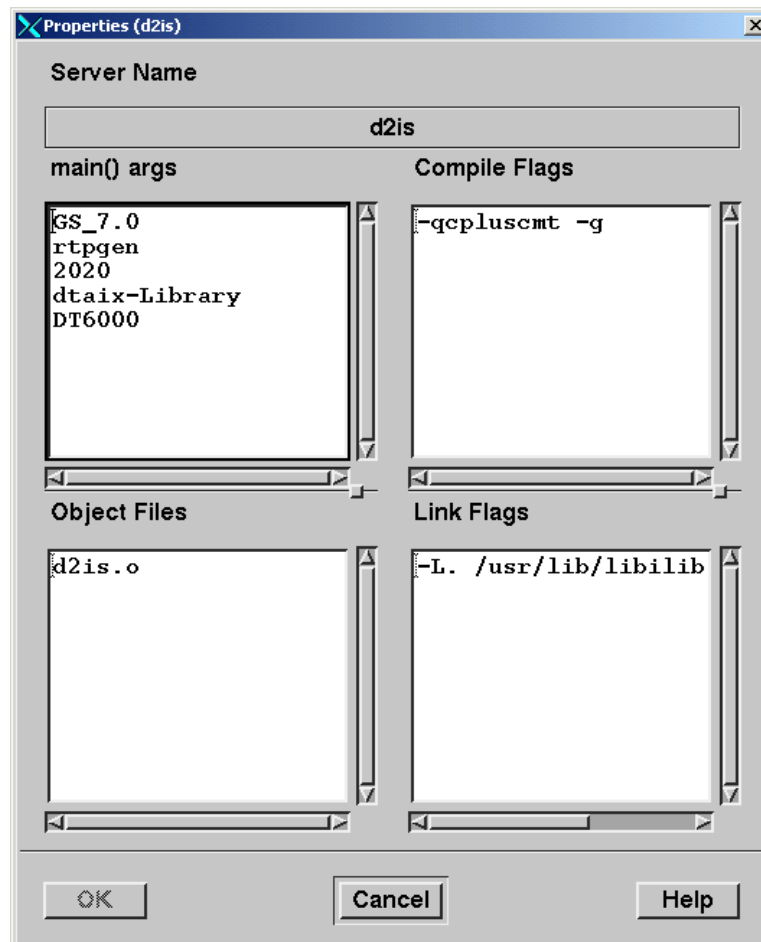 Properties (d2is)
Server Name
d2is
main() args
Compile Flags
GS_7.0
rtpgen
2020
dtaix-Library
DT6000
-qcpluscmt -g
Object Files
Link Flags
d2is.o
-L. /usr/lib/libilib
OK
Cancel
Help